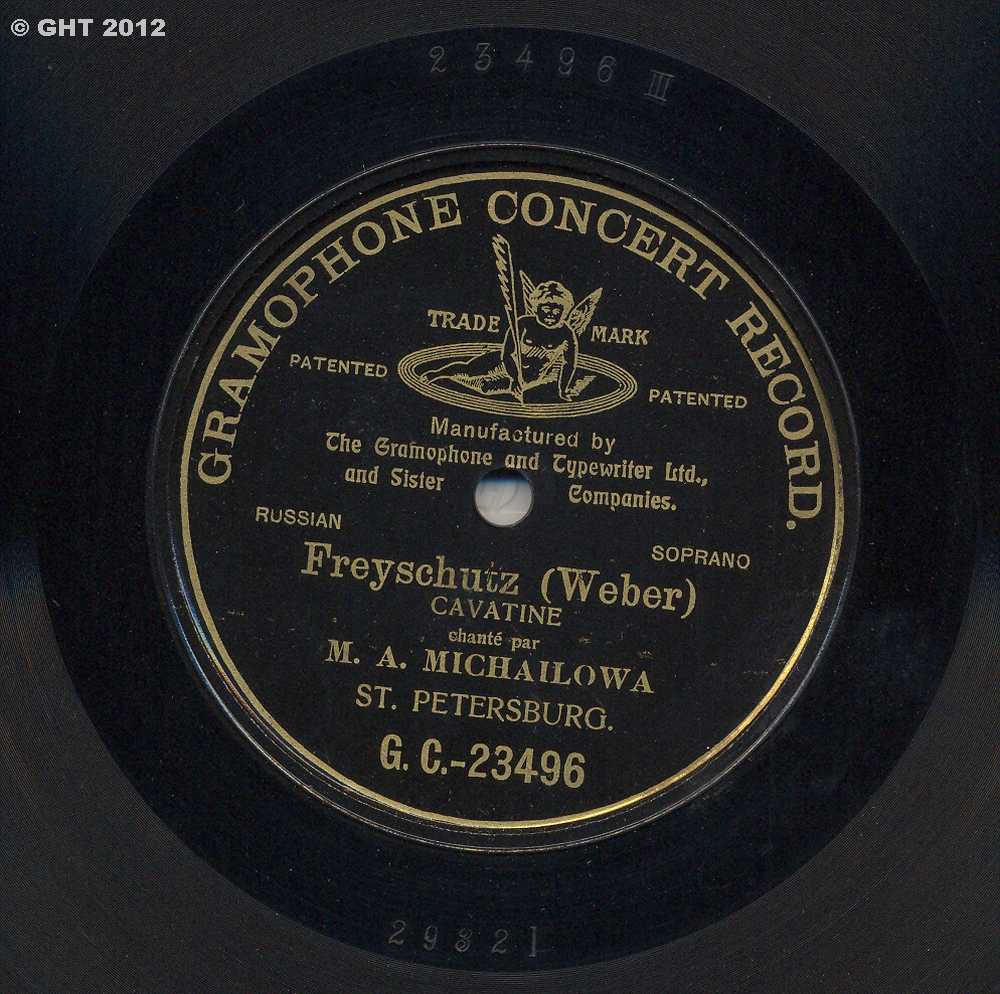 © GHT 2012
23496 III
GRAMOPHONE CONCERT RECORD.
TRADE MARK
PATENTED PATENTED
Manufactured by
The Gramophone and Typewriter Ltd.,
and Sister Companies.
RUSSIAN SOPRANO
Freyschutz (Weber)
CAVATINE
chanté par
M. A. MICHAILOWA
ST. PETERSBURG.
G. C.-23496
2932 l